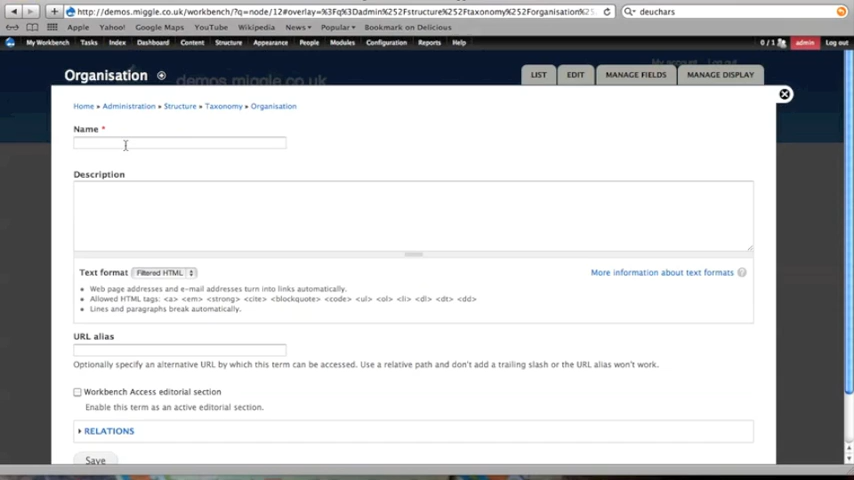 http://demos.miggle.co.uk/workbench/?q=node/12#overlay=%3Fq%3Dadmin%252Fstructure%252Ftaxonomy%252Forganisation%25
deuchars
Apple Yahoo! Google Maps YouTube Wikipedia News Popular Bookmark on Delicious
My Workbench Tasks Index Dashboard Content Structure Appearance People Modules Configuration Reports Help 0 / 1 admin Log out
My account Log out
Organisation demos.miggle.co.uk LIST EDIT MANAGE FIELDS MANAGE DISPLAY
Home » Administration » Structure » Taxonomy » Organisation
Name *
Description
Text format Filtered HTML More information about text formats ?
Web page addresses and e-mail addresses turn into links automatically.
Allowed HTML tags: <a> <em> <strong> <cite> <blockquote> <code> <ul> <ol> <li> <dl> <dt> <dd>
Lines and paragraphs break automatically.
URL alias
Optionally specify an alternative URL by which this term can be accessed. Use a relative path and don't add a trailing slash or the URL alias won't work.
Workbench Access editorial section
Enable this term as an active editorial section.
RELATIONS
Save